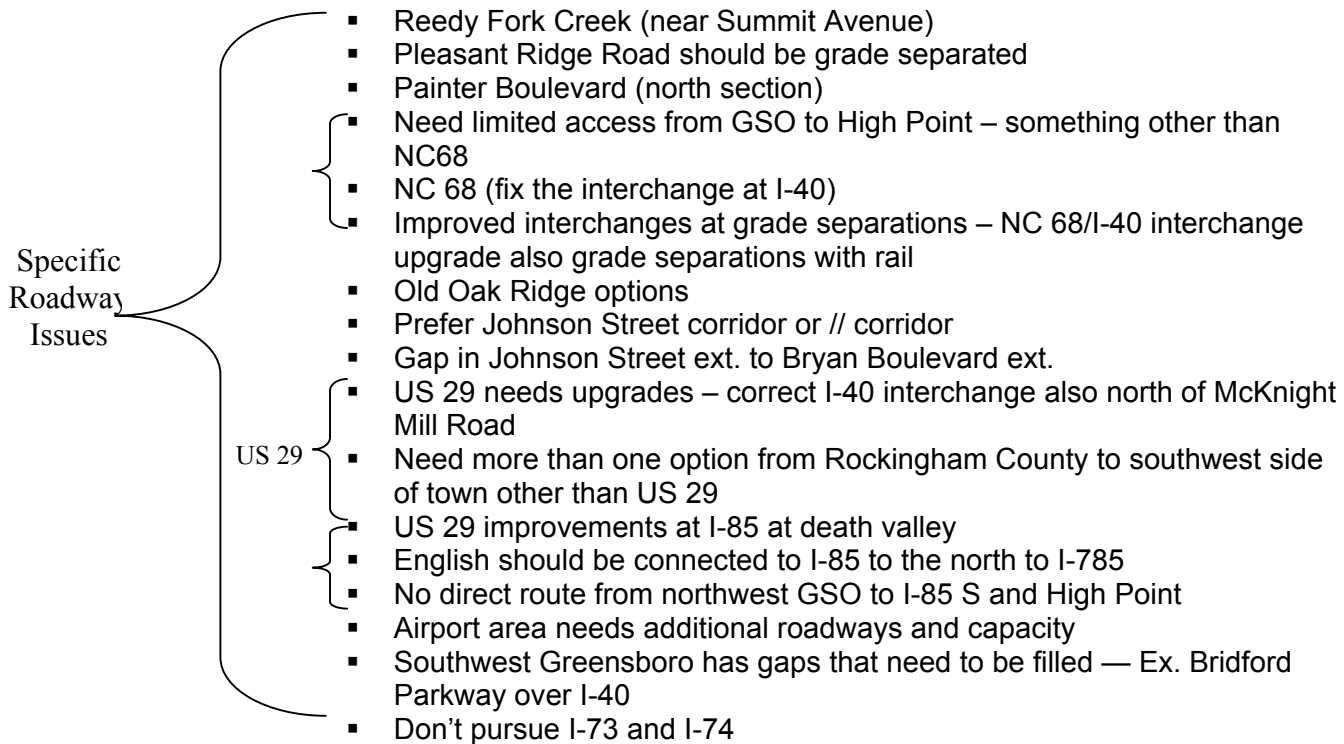 ▪ Reedy Fork Creek (near Summit Avenue)
▪ Pleasant Ridge Road should be grade separated
▪ Painter Boulevard (north section)
▪ Need limited access from GSO to High Point – something other than
NC68
▪ NC 68 (fix the interchange at I-40)
▪ Improved interchanges at grade separations – NC 68/I-40 interchange
upgrade also grade separations with rail
Specific
Roadway
Issues
▪ Old Oak Ridge options
▪ Prefer Johnson Street corridor or // corridor
▪ Gap in Johnson Street ext. to Bryan Boulevard ext.
▪ US 29 needs upgrades – correct I-40 interchange also north of McKnight
Mill Road
US 29
▪ Need more than one option from Rockingham County to southwest side
of town other than US 29
▪ US 29 improvements at I-85 at death valley
▪ English should be connected to I-85 to the north to I-785
▪ No direct route from northwest GSO to I-85 S and High Point
▪ Airport area needs additional roadways and capacity
▪ Southwest Greensboro has gaps that need to be filled — Ex. Bridford
Parkway over I-40
▪ Don’t pursue I-73 and I-74